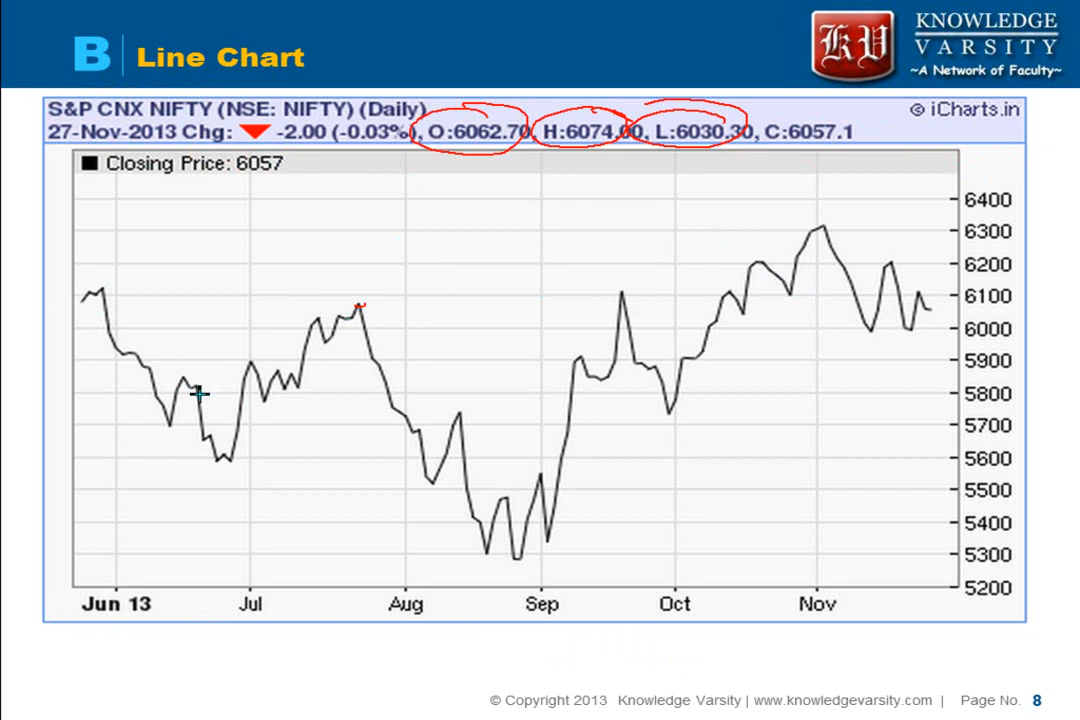 B Line Chart
KNOWLEDGE
VARSITY
~A Network of Faculty~
KV
S&P CNX NIFTY (NSE: NIFTY) (Daily)
© iCharts.in
27-Nov-2013 Chg: -2.00 (-0.03%), O:6062.70, H:6074.00, L:6030.30, C:6057.1
Closing Price: 6057
6400
6300
6200
6100
6000
5900
5800
5700
5600
5500
5400
5300
5200
Jun 13 Jul Aug Sep Oct Nov
© Copyright 2013 Knowledge Varsity | www.knowledgevarsity.com | Page No. 8